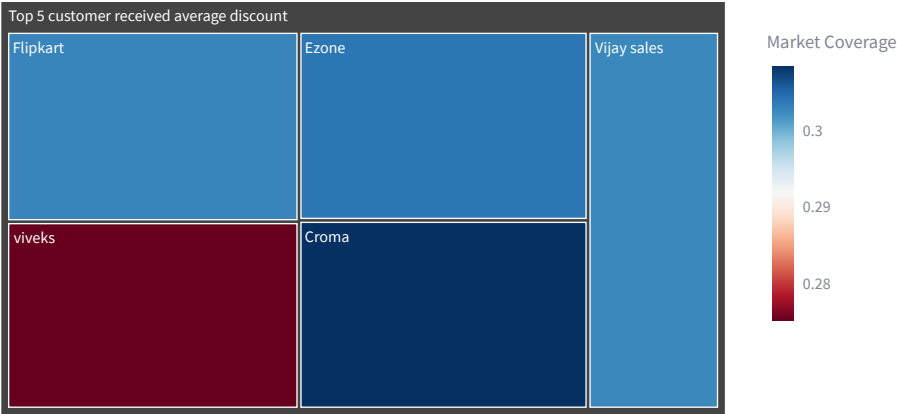 Top 5 customer received average discount
Flipkart
Ezone
Vijay sales
viveks
Croma
Market Coverage
0.3
0.29
0.28